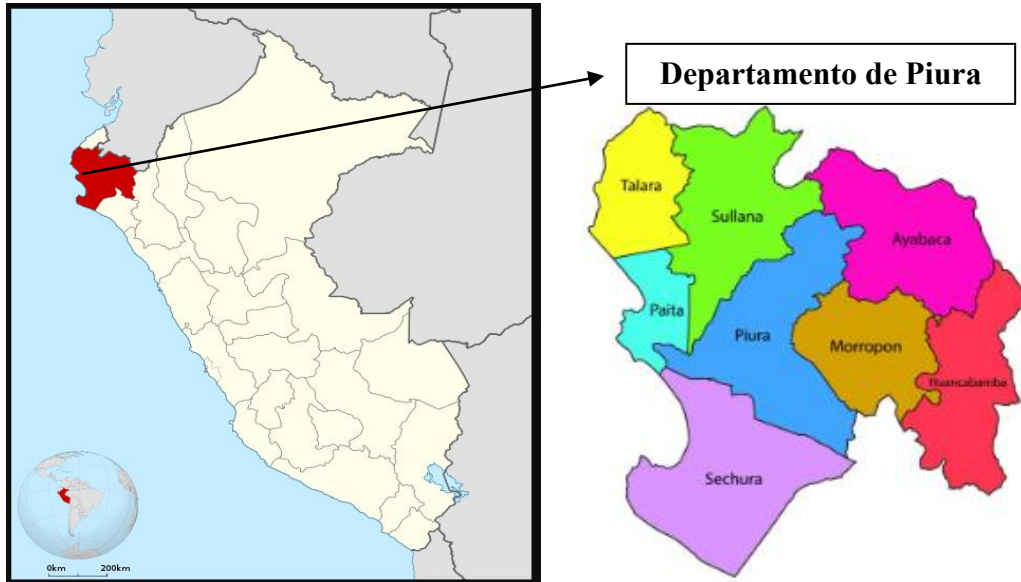 Departamento de Piura
Talara
Sullana
Ayabaca
Paita
Piura
Morropon
Huancabamba
Sechura
0km 200km